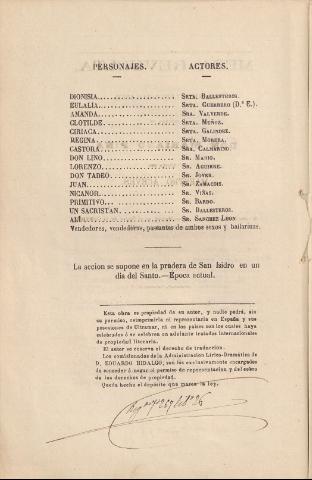 PERSONAJES. ACTORES.
DIONISIA........ SRTA. BALLESTEROS.
EULALIA........ SRTA. GUERRERO (D.ª E.).
AMANDA........ SRA. VALVERDE.
CLOTILDE........ SRTA. MUÑOZ.
CIRIACA........ SRTA. GALINDEZ.
REGINA........ SRTA. MORERA.
CASTORA........ SRA. CALMARINO
DON LINO........ SR. MARIO.
LORENZO........ SR. AGUIRRE.
DON TADEO........ SR. JOVER.
JUAN........ SR. ZAMACOIS.
NICANOR........ SR. VIÑAS.
PRIMITIVO........ SR. BARDO.
UN SACRISTAN........ SR. BALLESTEROS.
ALÍ........ SR. SANCHEZ LEON
Vendedores, vendedoras, paseantes de ambos sexos y bailarinas.
La accion se supone en la pradera de San Isidro en un
dia del Santo.—Época actual.
Esta obra es propiedad de su autor, y nadie podrá, sin
su permiso, reimprimirla ni representarla en España y sus
posesiones de Ultramar, ni en los países con los cuales haya
celebrados ó se celebren en adelante tratados internacionales
de propiedad literaria.
El autor se reserva el derecho de traduccion.
Los comisionados de la Administracion Lírico-Dramática de
D. EDUARDO HIDALGO, son los exclusivamente encargados
de conceder ó negar el permiso de representacion y del cobro
de los derechos de propiedad.
Queda hecho el depósito que marca la ley.